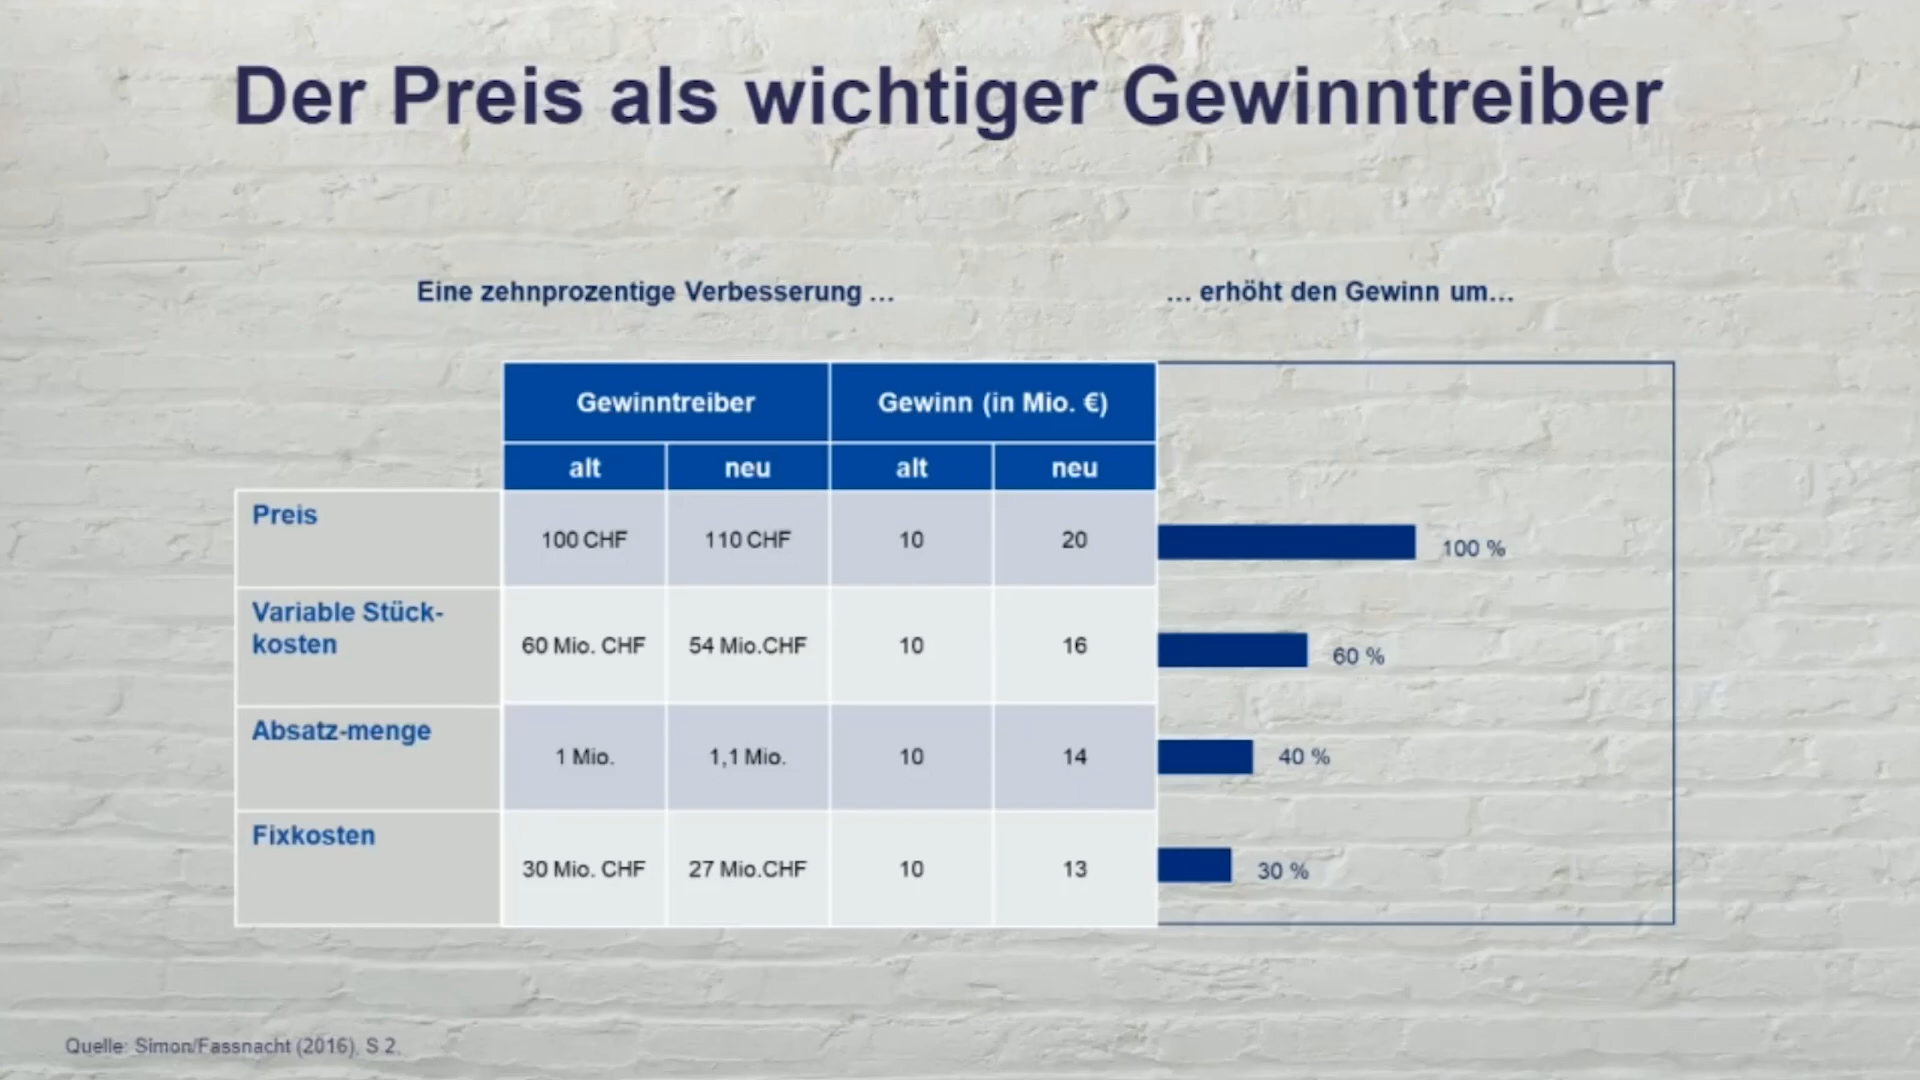 Der Preis als wichtiger Gewinntreiber
Eine zehnprozentige Verbesserung ...
... erhöht den Gewinn um...
Gewinntreiber Gewinn (in Mio. €)
alt neu alt neu
Preis 100 CHF 110 CHF 10 20 100 %
Variable Stück-
kosten 60 Mio. CHF 54 Mio.CHF 10 16 60 %
Absatz-menge 1 Mio. 1,1 Mio. 10 14 40 %
Fixkosten 30 Mio. CHF 27 Mio.CHF 10 13 30 %
Quelle: Simon/Fassnacht (2016), S 2.